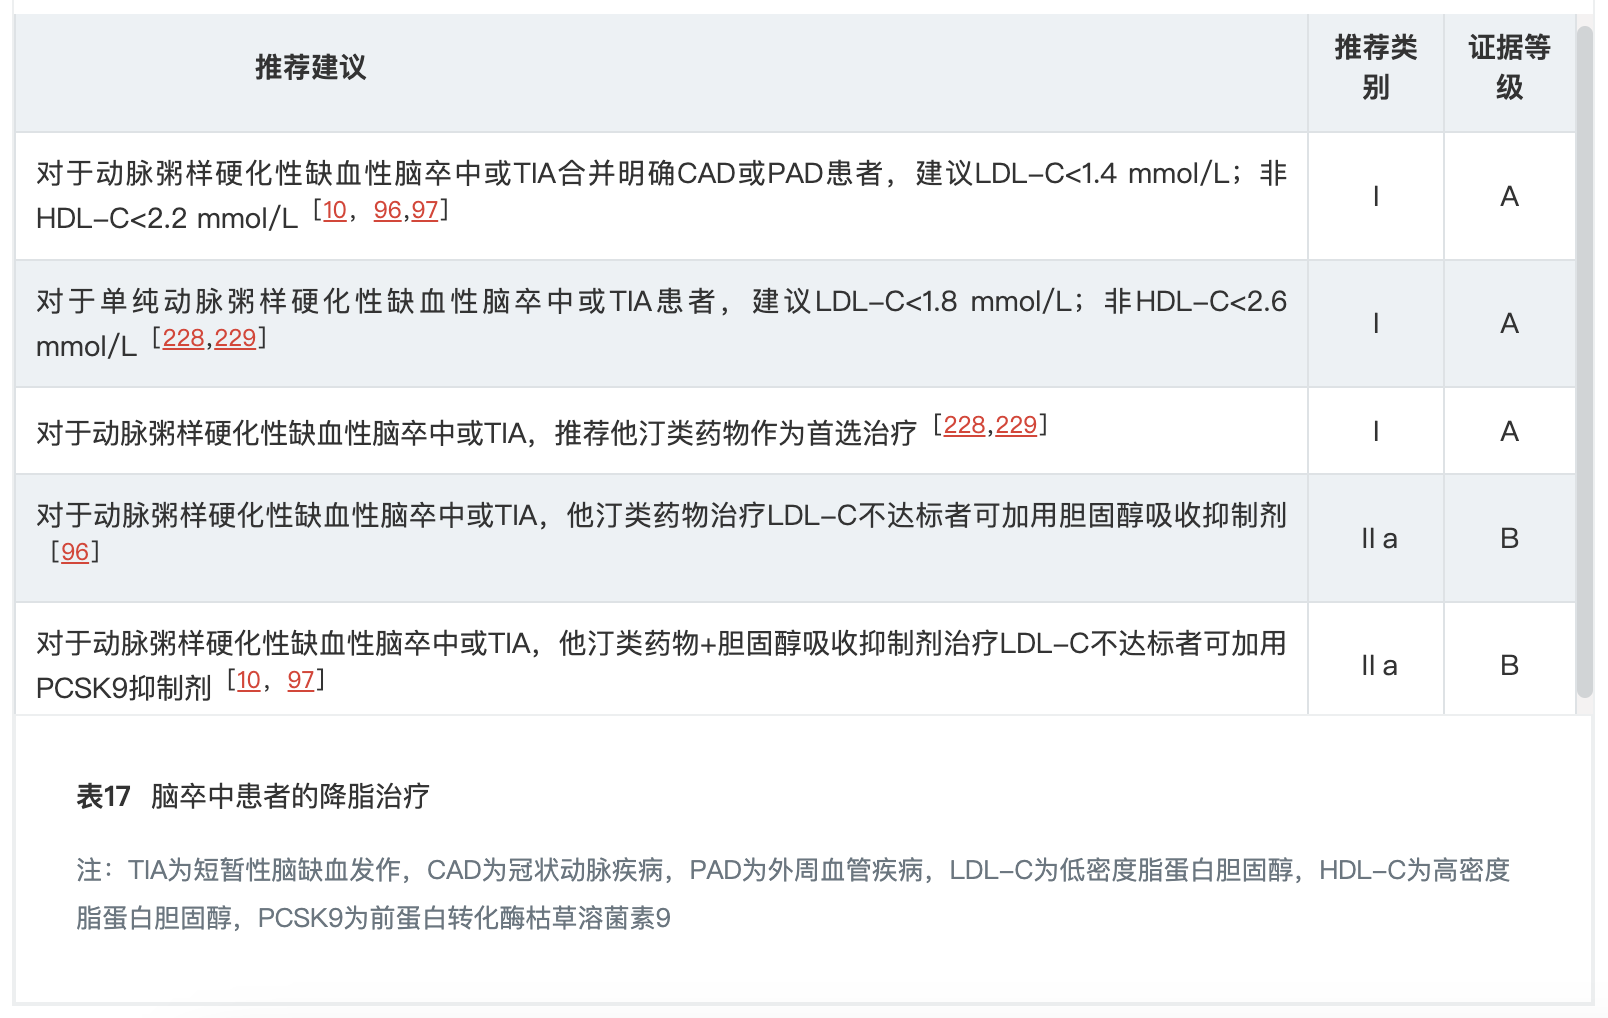 推荐建议
推荐类
别
证据等
级
对于动脉粥样硬化性缺血性脑卒中或TIA合并明确CAD或PAD患者，建议LDL-C<1.4 mmol/L；非
HDL-C<2.2 mmol/L [10，96,97]
I
A
对于单纯动脉粥样硬化性缺血性脑卒中或TIA患者，建议LDL-C<1.8 mmol/L；非HDL-C<2.6
mmol/L [228,229]
I
A
对于动脉粥样硬化性缺血性脑卒中或TIA，推荐他汀类药物作为首选治疗 [228,229]
I
A
对于动脉粥样硬化性缺血性脑卒中或TIA，他汀类药物治疗LDL-C不达标者可加用胆固醇吸收抑制剂
[96]
II a
B
对于动脉粥样硬化性缺血性脑卒中或TIA，他汀类药物+胆固醇吸收抑制剂治疗LDL-C不达标者可加用
PCSK9抑制剂 [10，97]
II a
B
表17 脑卒中患者的降脂治疗
注：TIA为短暂性脑缺血发作，CAD为冠状动脉疾病，PAD为外周血管疾病，LDL-C为低密度脂蛋白胆固醇，HDL-C为高密度
脂蛋白胆固醇，PCSK9为前蛋白转化酶枯草溶菌素9